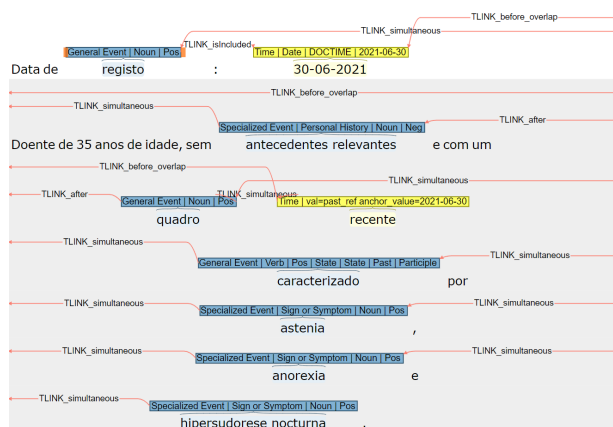 TLINK_before_overlap
TLINK_simultaneous
TLINK_isIncluded
General Event | Noun | Pos Time | Date | DOCTIME | 2021-06-30
Data de registo : 30-06-2021
TLINK_before_overlap
TLINK_simultaneous
TLINK_after
Specialized Event | Personal History | Noun | Neg
Doente de 35 anos de idade, sem antecedentes relevantes e com um
TLINK_before_overlap
TLINK_simultaneous
TLINK_after TLINK_simultaneous
General Event | Noun | Pos Time | val=past_ref anchor_value=2021-06-30
quadro recente
TLINK_simultaneous
TLINK_simultaneous
General Event | Verb | Pos | State | State | Past | Participle
caracterizado por
TLINK_simultaneous TLINK_simultaneous
Specialized Event | Sign or Symptom | Noun | Pos
astenia ,
TLINK_simultaneous TLINK_simultaneous
Specialized Event | Sign or Symptom | Noun | Pos
anorexia e
TLINK_simultaneous
Specialized Event | Sign or Symptom | Noun | Pos
hipersudorese nocturna .